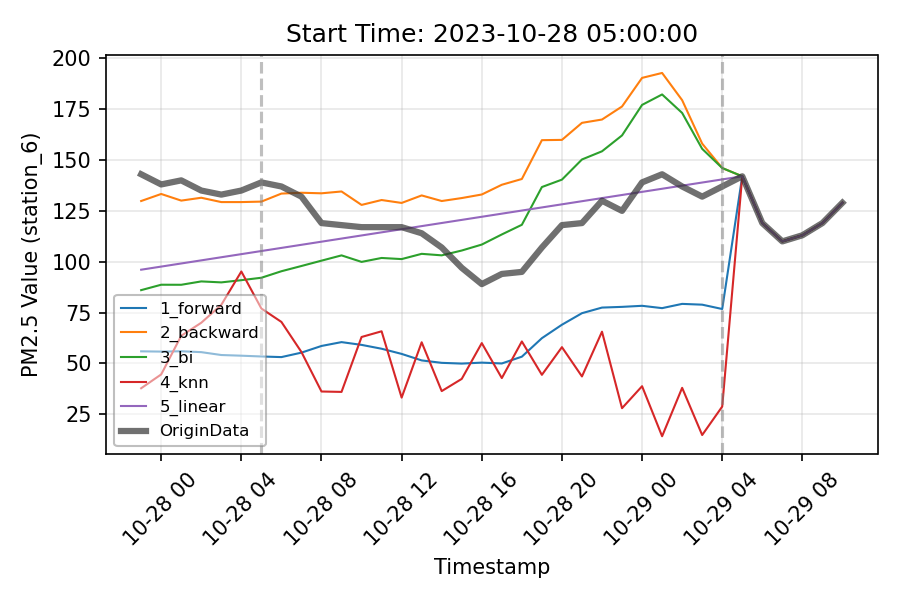 Start Time: 2023-10-28 05:00:00
PM2.5 Value (station_6)
200
175
150
125
100
75
50
25
1_forward
2_backward
3_bi
4_knn
5_linear
OriginData
10-28 00
10-28 04
10-28 08
10-28 12
10-28 16
10-28 20
10-29 00
10-29 04
10-29 08
Timestamp